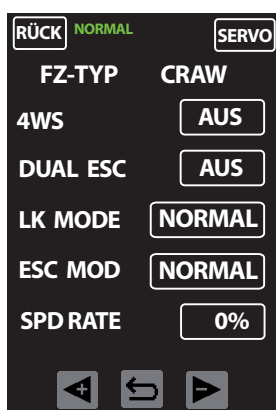 RÜCK NORMAL SERVO
FZ-TYP CRAW
4WS AUS
DUAL ESC AUS
LK MODE NORMAL
ESC MOD NORMAL
SPD RATE 0%
+ -